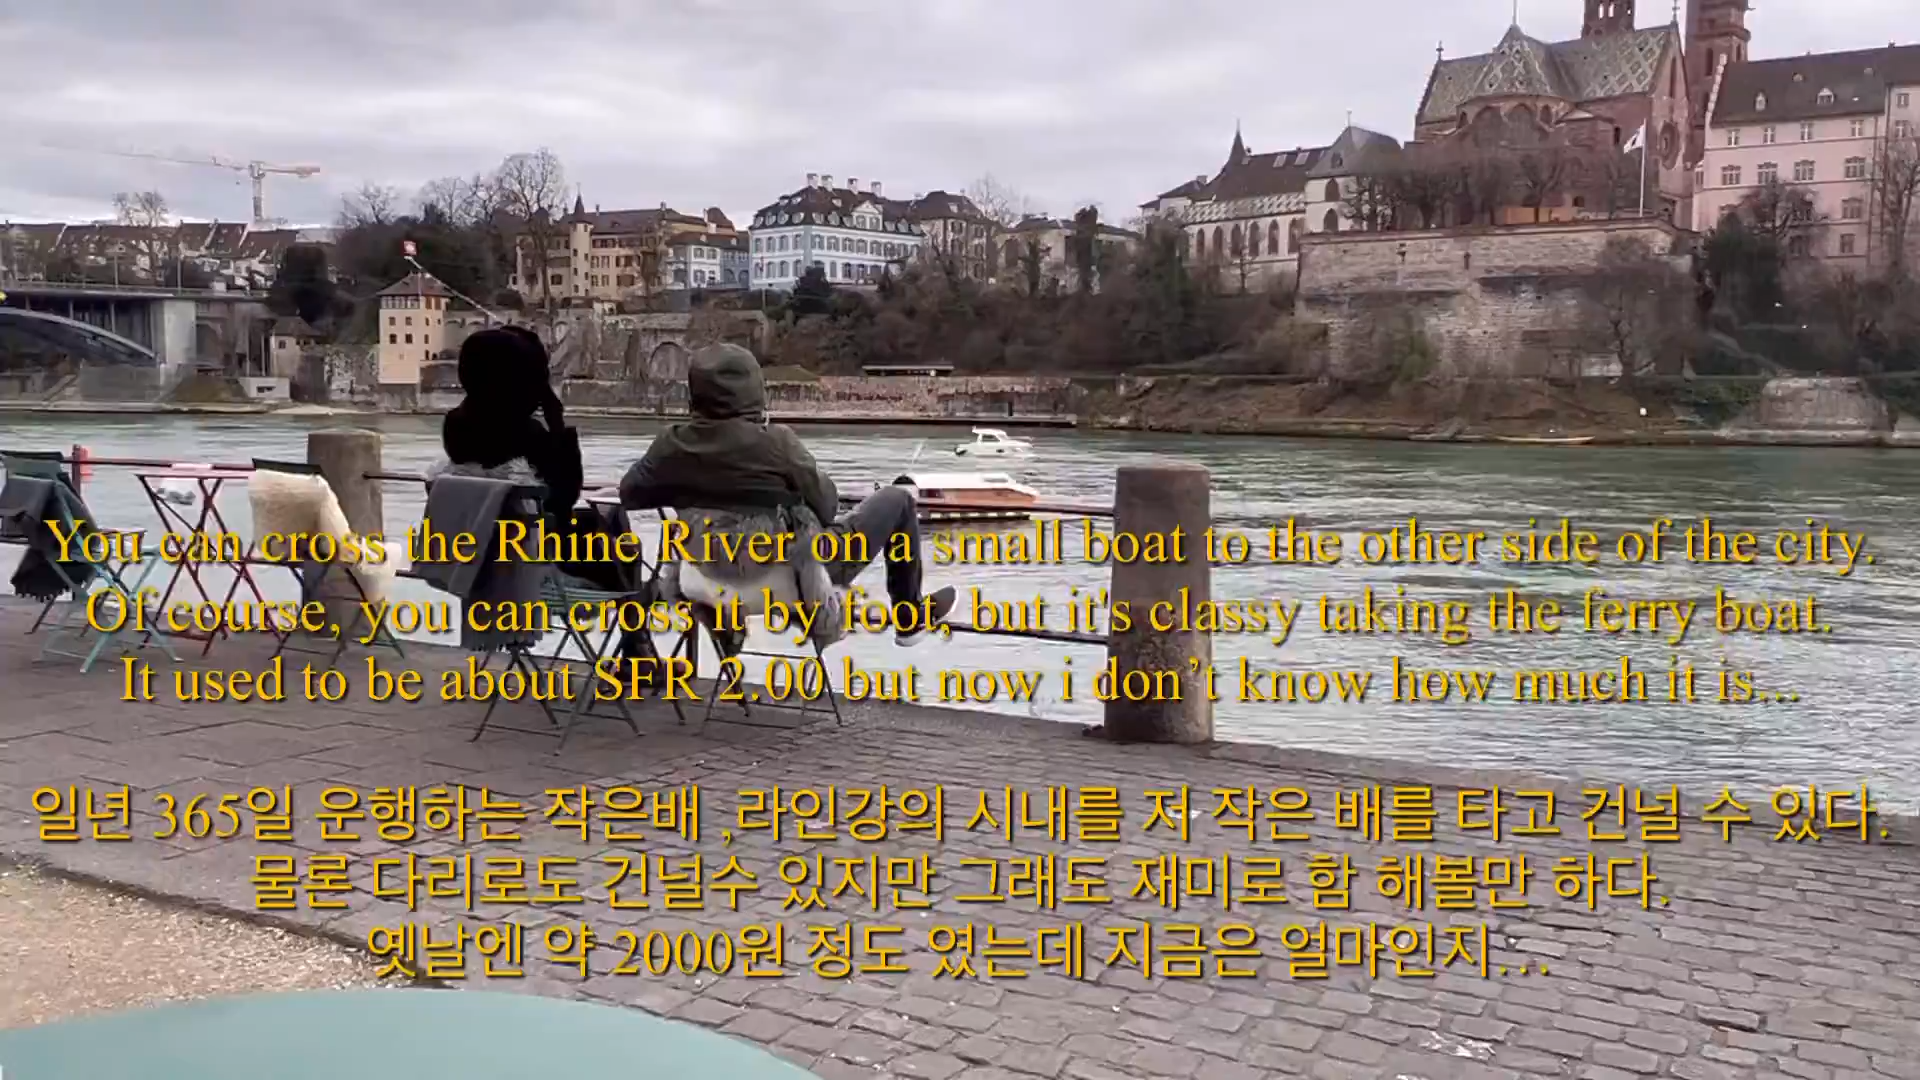 You can cross the Rhine River on a small boat to the other side of the city.
Of course, you can cross it by foot, but it's classy taking the ferry boat.
It used to be about SFR 2.00 but now i don’t know how much it is...
일년 365일 운행하는 작은배 ,라인강의 시내를 저 작은 배를 타고 건널 수 있다.
물론 다리로도 건널수 있지만 그래도 재미로 함 해볼만 하다.
옛날엔 약 2000원 정도 였는데 지금은 얼마인지…